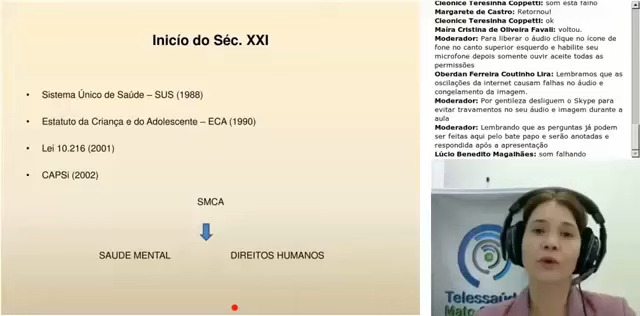 Inicío do Séc. XXI
• Sistema Único de Saúde – SUS (1988)
• Estatuto da Criança e do Adolescente – ECA (1990)
• Lei 10.216 (2001)
• CAPSi (2002)
SMCA
SAUDE MENTAL DIREITOS HUMANOS
Cleonice Teresinha Coppetti: som esta falho
Margarete de Castro: Retornou!
Cleonice Teresinha Coppetti: ok
Maíra Cristina de Oliveira Favali: voltou.
Moderador: Para liberar o áudio clique no ícone de
fone no canto superior esquerdo e habilite seu
microfone depois somente ouvir aceite todas as
permissões
Oberdan Ferreira Coutinho Lira: Lembramos que as
oscilações da internet causam falhas no áudio e
congelamento da imagem.
Moderador: Por gentileza desliguem o Skype para
evitar travamentos no seu áudio e imagem durante a
aula
Moderador: Lembrando que as perguntas já podem
ser feitas aqui pelo bate papo e serão anotadas e
respondida após a apresentação
Lúcio Benedito Magalhães: som falhando
Telessaúd
Mato